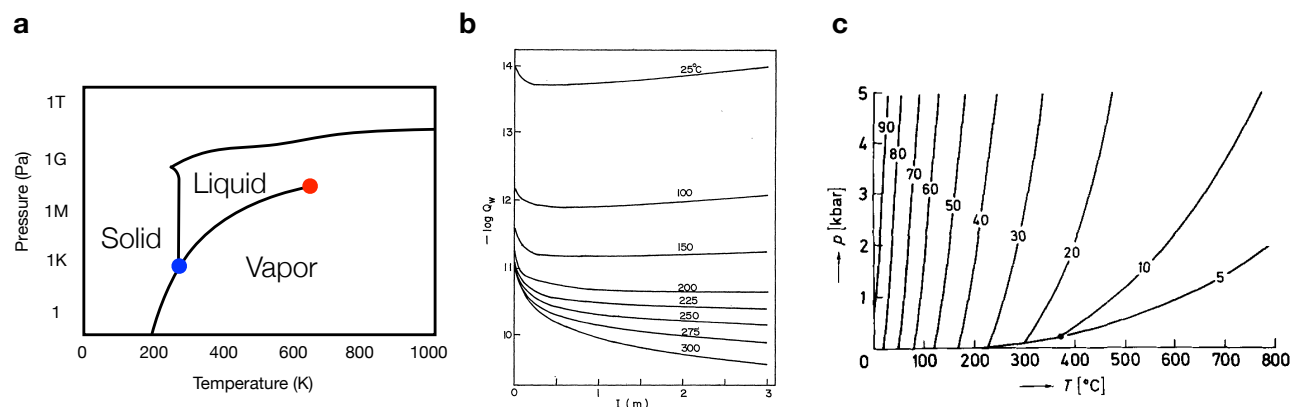 a
1T
1G
1M
1K
1
Pressure (Pa)
Solid
Liquid
Vapor
0
200
400
600
800
1000
Temperature (K)
b
14
13
12
11
10
- log Qw
25°C
100
150
200
225
250
275
300
0
1
2
3
I (m)
c
5
4
3
2
1
0
p [kbar]
90
80
70
60
50
40
30
20
10
5
0
100
200
300
400
500
600
700
800
T [°C]